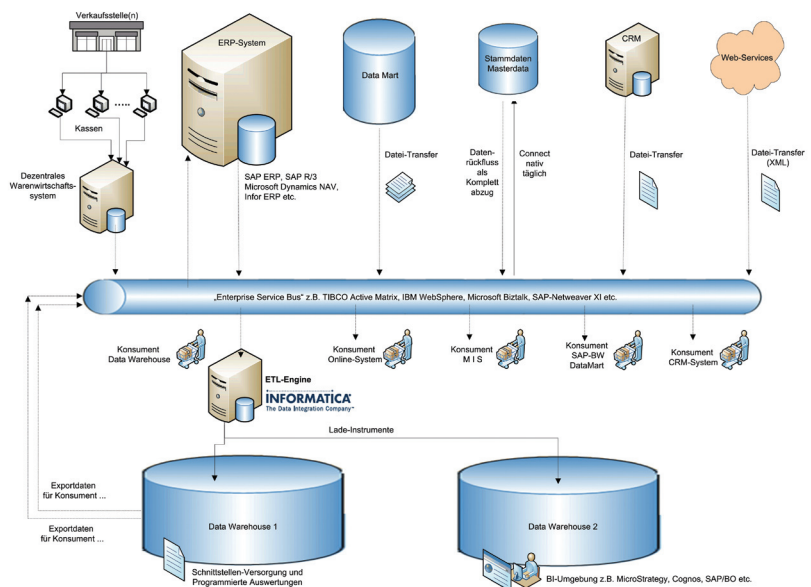 Verkaufsstelle(n)
ERP-System
CRM
Web-Services
Data Mart
Stammdaten
Masterdata
Kassen
Dezentrales
Warenwirtschafts-
system
SAP ERP, SAP R/3
Microsoft Dynamics NAV,
Infor ERP etc.
Datei-Transfer
Daten-
rückfluss
als
Komplett
abzug
Connect
nativ
täglich
Datei-Transfer
Datei-Transfer
(XML)
„Enterprise Service Bus" z.B. TIBCO Active Matrix, IBM WebSphere, Microsoft Biztalk, SAP-Netweaver XI etc.
Konsument
Data Warehouse
Konsument
Online-System
Konsument
M I S
Konsument
SAP-BW
DataMart
Konsument
CRM-System
ETL-Engine
INFORMATICA
The Data Integration Company™
Lade-Instrumente
Exportdaten
für Konsument ...
Exportdaten
für Konsument ...
Data Warehouse 1
Data Warehouse 2
Schnittstellen-Versorgung und
Programmierte Auswertungen
BI-Umgebung z.B. MicroStrategy, Cognos, SAP/BO etc.